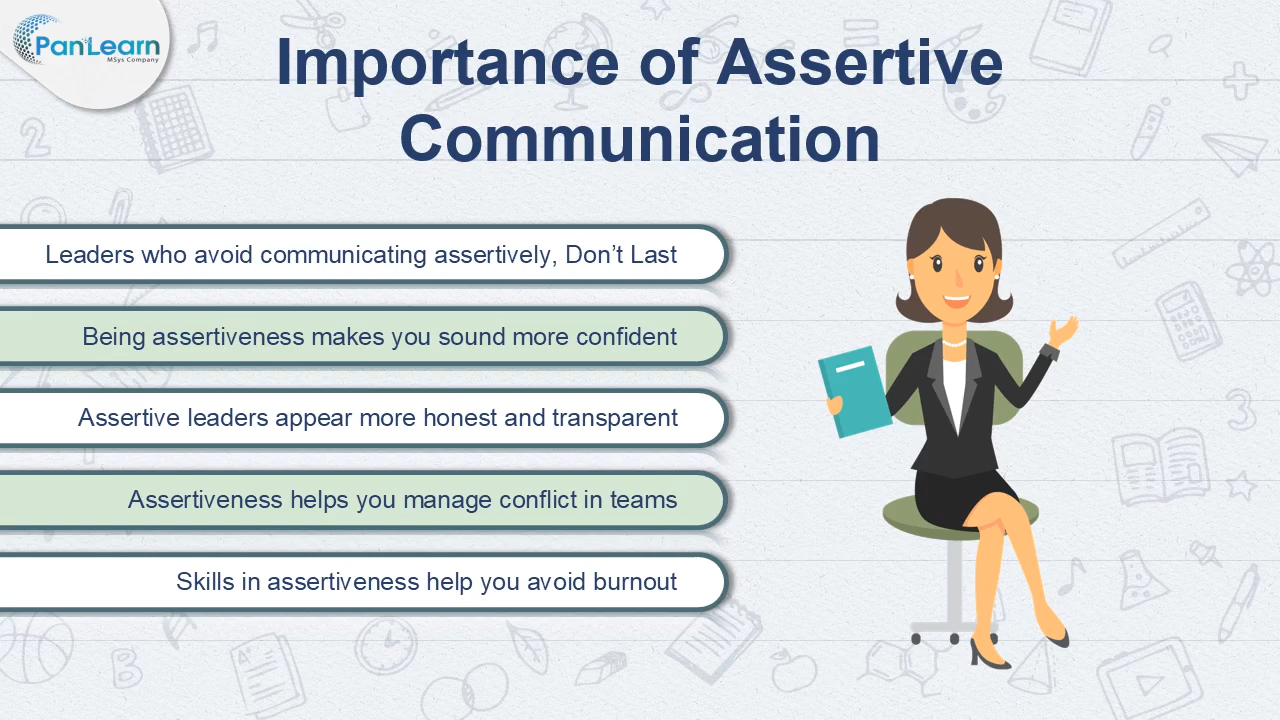 PanLearn
MSys Company
Importance of Assertive
Communication
Leaders who avoid communicating assertively, Don’t Last
Being assertiveness makes you sound more confident
Assertive leaders appear more honest and transparent
Assertiveness helps you manage conflict in teams
Skills in assertiveness help you avoid burnout
2
3
B
A